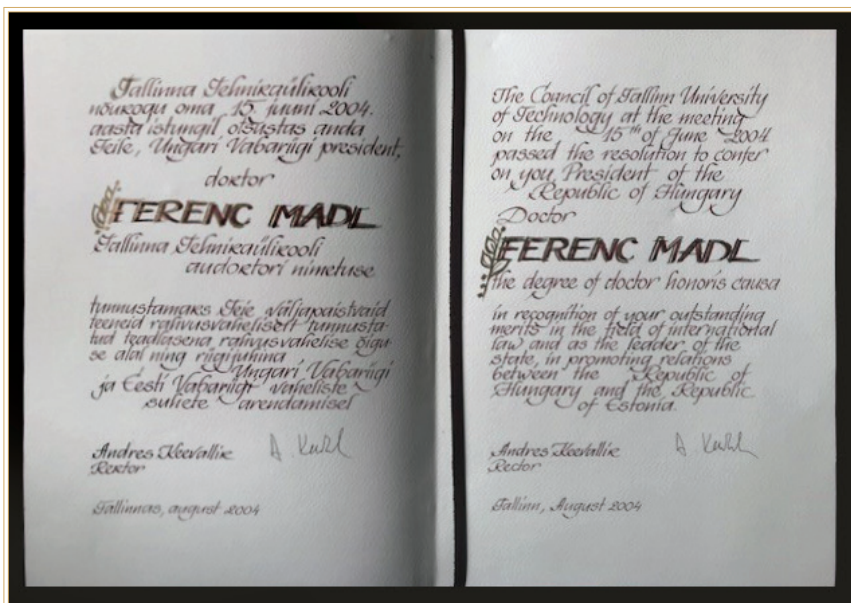 Tallinna Tehnikaülikooli
nõukogu oma 15. juuni 2004.
aasta istungil otsustas anda
Teile, Ungari Vabariigi president,
doktor
FERENC MADL
Tallinna Tehnikaülikooli
audoktori nimetuse
tunnustamaks Teie väljapaistvaid
teeneid rahvusvaheliselt tunnusta-
tud teadlasena rahvusvahelise õigu-
se alal ning riigijuhina
Ungari Vabariigi
ja Eesti Vabariigi vaheliste
suhete arendamisel
Andres Keevallik
Rektor
Tallinnas, august 2004
The Council of Tallinn University
of Technology at the meeting
on the 15th of June 2004
passed the resolution to confer
on you, President of the
Republic of Hungary
Doctor
FERENC MADL
the degree of doctor honoris causa
in recognition of your outstanding
merits in the field of international
law and as the leader of the
state, in promoting relations
between the Republic of
Hungary and the Republic
of Estonia.
Andres Keevallik
Rector
Tallinn, August 2004